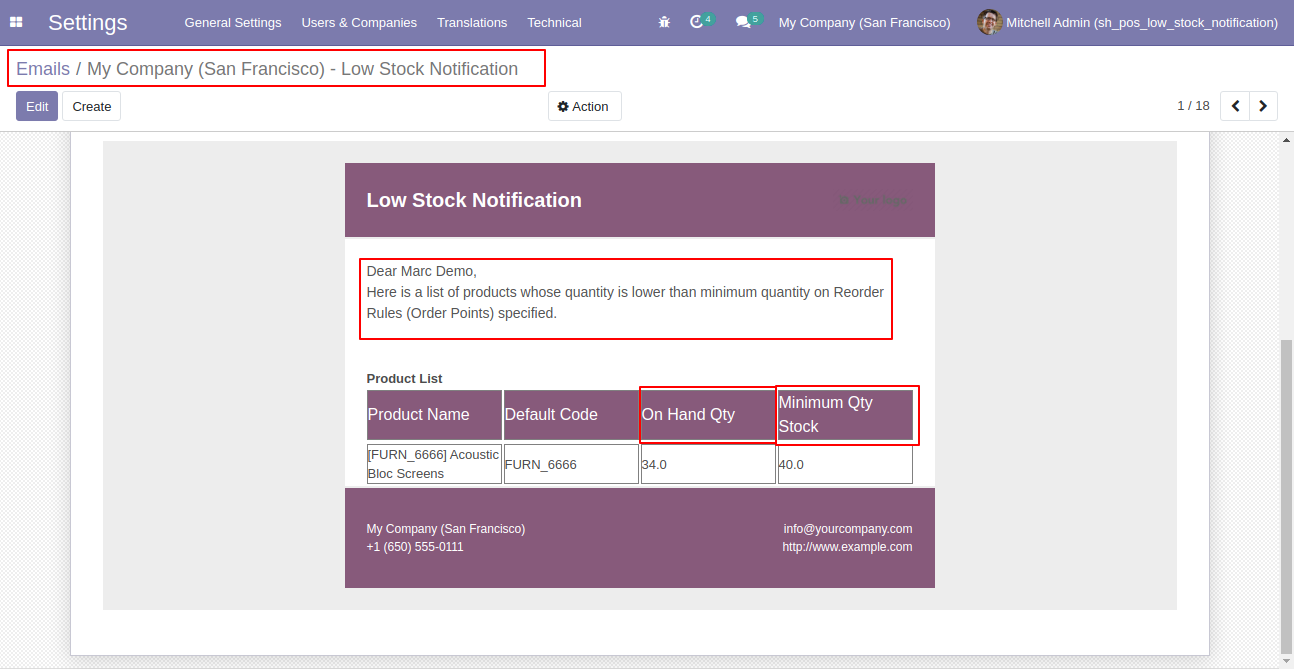 Settings General Settings Users & Companies Translations Technical 4 5 My Company (San Francisco) Mitchell Admin (sh_pos_low_stock_notification)
Emails / My Company (San Francisco) - Low Stock Notification
Edit Create Action 1 / 18
Low Stock Notification
Dear Marc Demo,
Here is a list of products whose quantity is lower than minimum quantity on Reorder
Rules (Order Points) specified.
Product List
Product Name Default Code On Hand Qty Minimum Qty
Stock
[FURN_6666] Acoustic
Bloc Screens FURN_6666 34.0 40.0
My Company (San Francisco) info@yourcompany.com
+1 (650) 555-0111 http://www.example.com